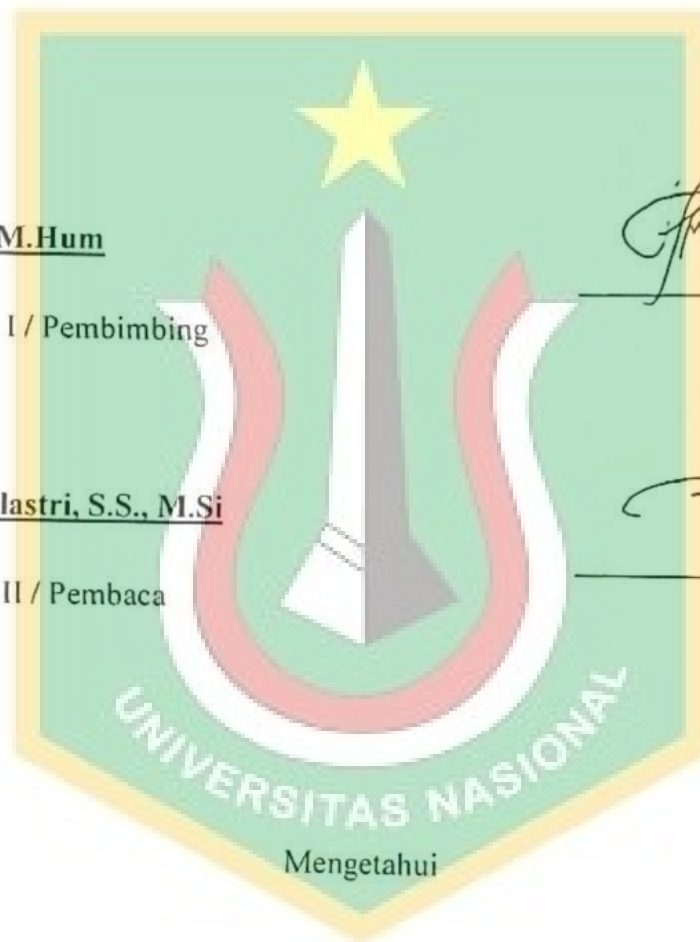 M.Hum
I / Pembimbing
lastri, S.S., M.Si
II / Pembaca
UNIVERSITAS NASIONAL
Mengetahui